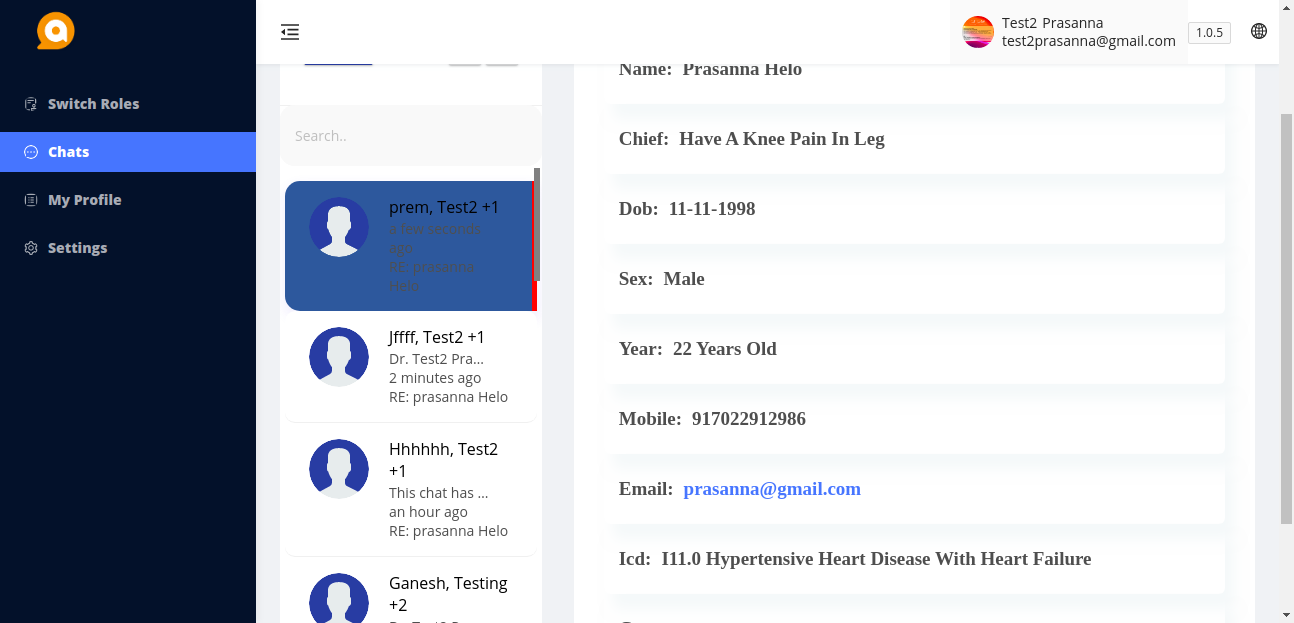 Switch Roles
Chats
My Profile
Settings
Test2 Prasanna
test2prasanna@gmail.com
1.0.5
Search..
prem, Test2 +1
a few seconds
ago
RE: prasanna
Helo
Jffff, Test2 +1
Dr. Test2 Pra...
2 minutes ago
RE: prasanna Helo
Hhhhhh, Test2
+1
This chat has ...
an hour ago
RE: prasanna Helo
Ganesh, Testing
+2
Name: Prasanna Helo
Chief: Have A Knee Pain In Leg
Dob: 11-11-1998
Sex: Male
Year: 22 Years Old
Mobile: 917022912986
Email: prasanna@gmail.com
Icd: I11.0 Hypertensive Heart Disease With Heart Failure